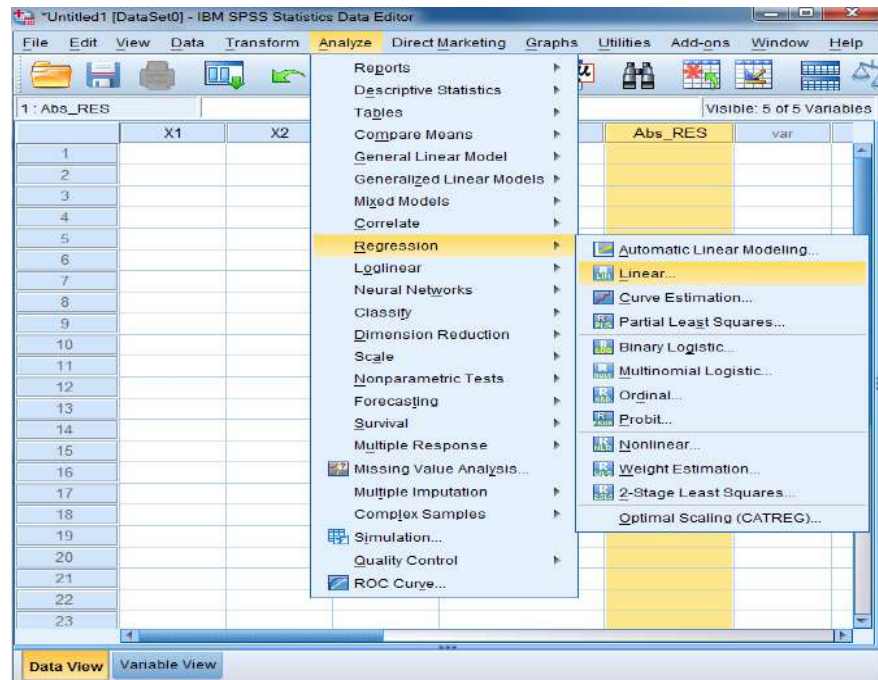 *Untitled1 [DataSet0] - IBM SPSS Statistics Data Editor
File Edit View Data Transform Analyze Direct Marketing Graphs Utilities Add-ons Window Help
1 : Abs_RES
Visible: 5 of 5 Variables
X1 X2 Abs_RES var
1
2
3
4
5
6
7
8
9
10
11
12
13
14
15
16
17
18
19
20
21
22
23
Reports
Descriptive Statistics
Tables
Compare Means
General Linear Model
Generalized Linear Models
Mixed Models
Correlate
Regression
Loglinear
Neural Networks
Classify
Dimension Reduction
Scale
Nonparametric Tests
Forecasting
Survival
Multiple Response
Missing Value Analysis...
Multiple Imputation
Complex Samples
Simulation...
Quality Control
ROC Curve...
Automatic Linear Modeling...
Linear...
Curve Estimation...
Partial Least Squares...
Binary Logistic...
Multinomial Logistic...
Ordinal...
Probit...
Nonlinear...
Weight Estimation...
2-Stage Least Squares...
Optimal Scaling (CATREG)...
Data View Variable View